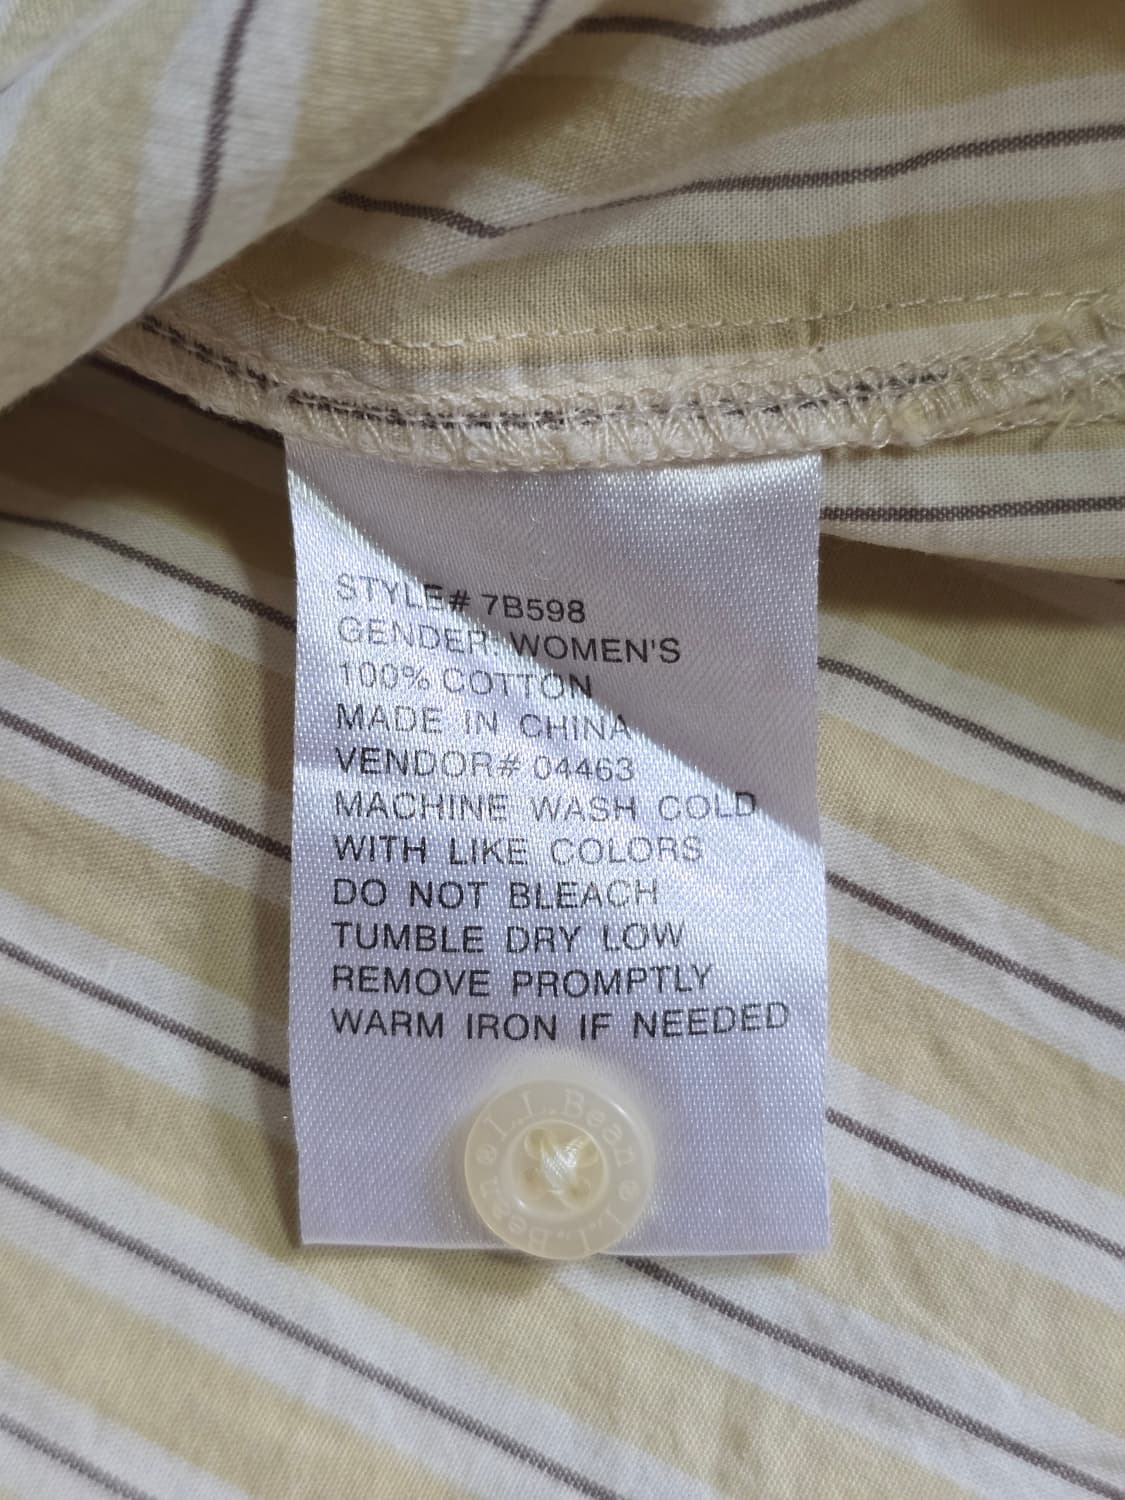 STYLE# 7B598
GENDER: WOMEN'S
100% COTTON
MADE IN CHINA
VENDOR# 04463
MACHINE WASH COLD
WITH LIKE COLORS
DO NOT BLEACH
TUMBLE DRY LOW
REMOVE PROMPTLY
WARM IRON IF NEEDED
L.L.Bean
L.L.Bean